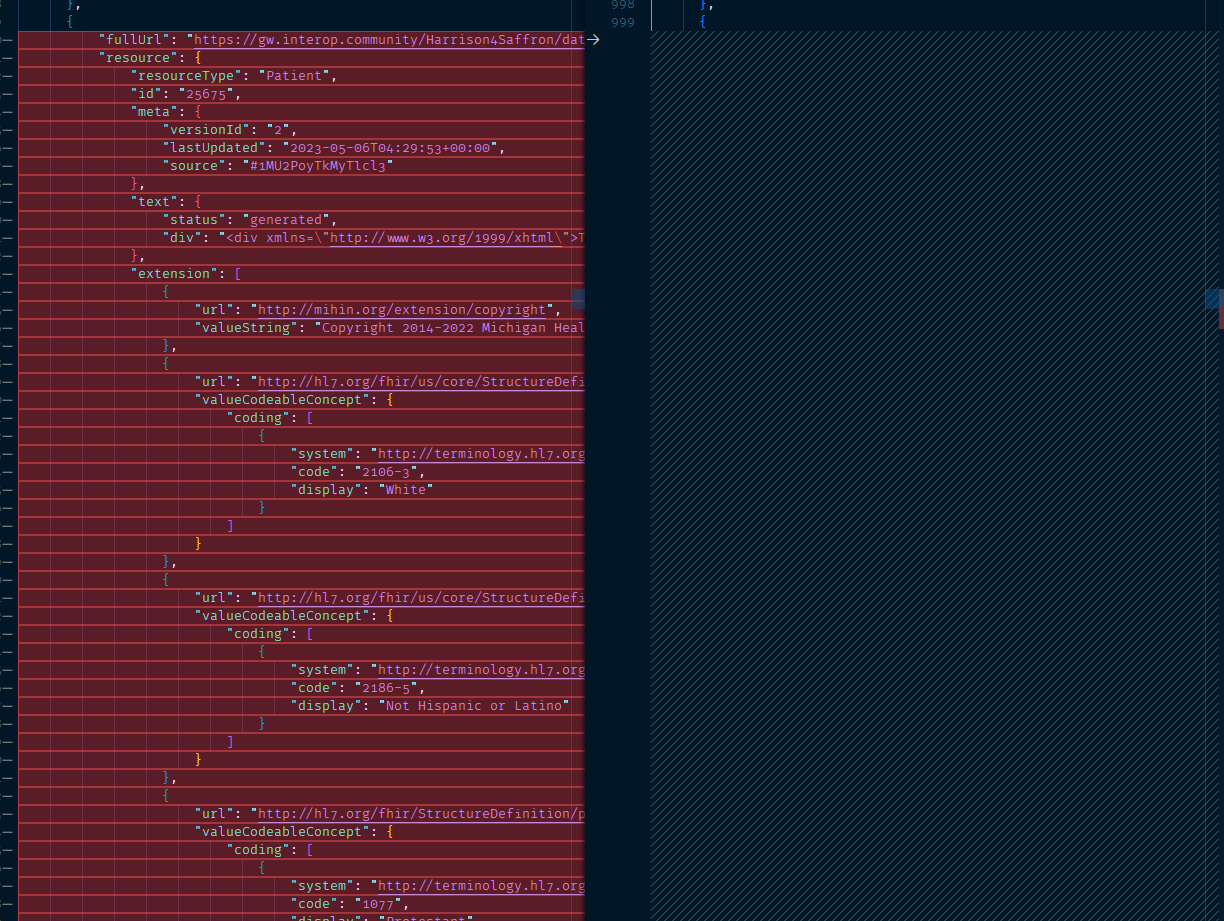 }, 998 },
{ 999 {
"fullUrl": "https://gw.interop.community/Harrison4Saffron/dat
"resource": {
"resourceType": "Patient",
"id": "25675",
"meta": {
"versionId": "2",
"lastUpdated": "2023-05-06T04:29:53+00:00",
"source": "#1MU2PoyTkMyTlcl3"
},
"text": {
"status": "generated",
"div": "<div xmlns=\"http://www.w3.org/1999/xhtml\">T
},
"extension": [
{
"url": "http://mihin.org/extension/copyright",
"valueString": "Copyright 2014-2022 Michigan Heal
},
{
"url": "http://hl7.org/fhir/us/core/StructureDefi
"valueCodeableConcept": {
"coding": [
{
"system": "http://terminology.hl7.org
"code": "2106-3",
"display": "White"
}
]
}
},
{
"url": "http://hl7.org/fhir/us/core/StructureDefi
"valueCodeableConcept": {
"coding": [
{
"system": "http://terminology.hl7.org
"code": "2186-5",
"display": "Not Hispanic or Latino"
}
]
}
},
{
"url": "http://hl7.org/fhir/StructureDefinition/p
"valueCodeableConcept": {
"coding": [
{
"system": "http://terminology.hl7.org
"code": "1077",
"display": "Protestant"